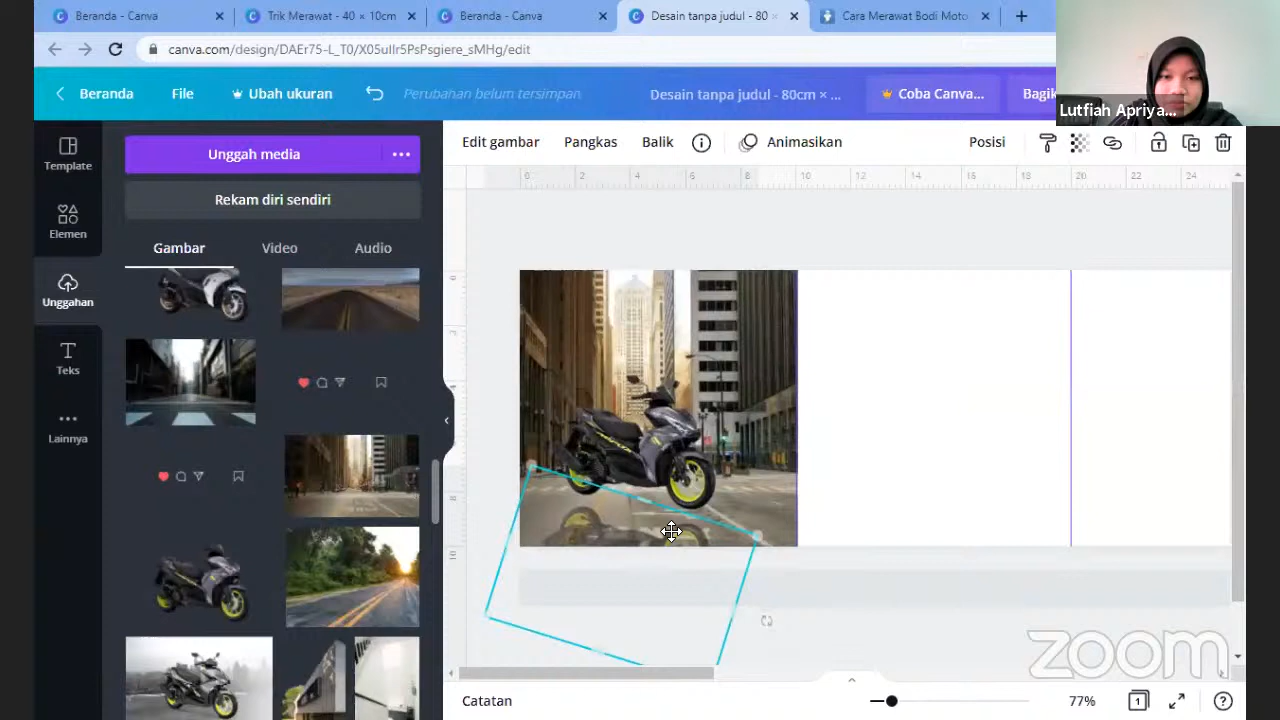 Beranda - Canva
Trik Merawat - 40 × 10cm
Beranda - Canva
Desain tanpa judul - 80
Cara Merawat Bodi Moto
canva.com/design/DAEr75-L_T0/X05uIIr5PsPsgiere_sMHg/edit
Beranda
File
Ubah ukuran
Perubahan belum tersimpan
Desain tanpa judul - 80cm × ...
Coba Canva...
Bagik
Lutfiah Apriya...
Template
Elemen
Unggahan
Teks
Lainnya
Unggah media
Rekam diri sendiri
Gambar
Video
Audio
Edit gambar
Pangkas
Balik
Animasikan
Posisi
0 2 4 6 8 10 12 14 16 18 20 22 24
zoom
Catatan
77%
1